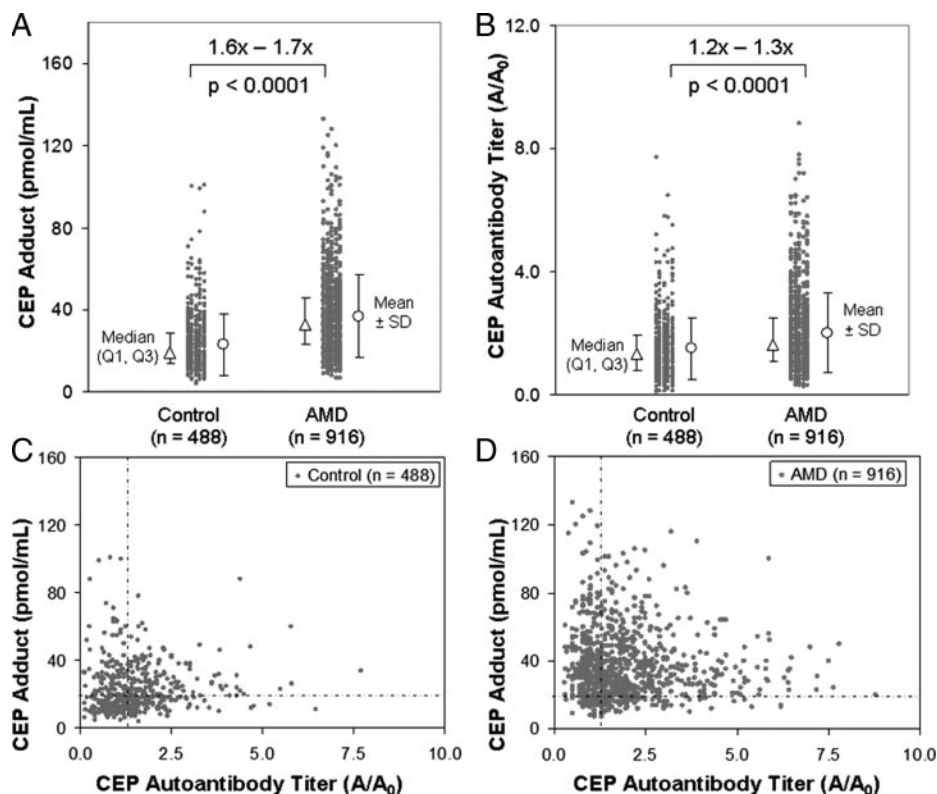 A
CEP Adduct (pmol/mL)
160
120
80
40
0
1.6x – 1.7x
p < 0.0001
Median
(Q1, Q3)
Mean
± SD
Control
(n = 488)
AMD
(n = 916)
B
CEP Autoantibody Titer (A/A₀)
12.0
8.0
4.0
0.0
1.2x – 1.3x
p < 0.0001
Median
(Q1, Q3)
Mean
± SD
Control
(n = 488)
AMD
(n = 916)
C
CEP Adduct (pmol/mL)
160
120
80
40
0
Control (n = 488)
0.0 2.5 5.0 7.5 10.0
CEP Autoantibody Titer (A/A₀)
D
CEP Adduct (pmol/mL)
160
120
80
40
0
AMD (n = 916)
0.0 2.5 5.0 7.5 10.0
CEP Autoantibody Titer (A/A₀)